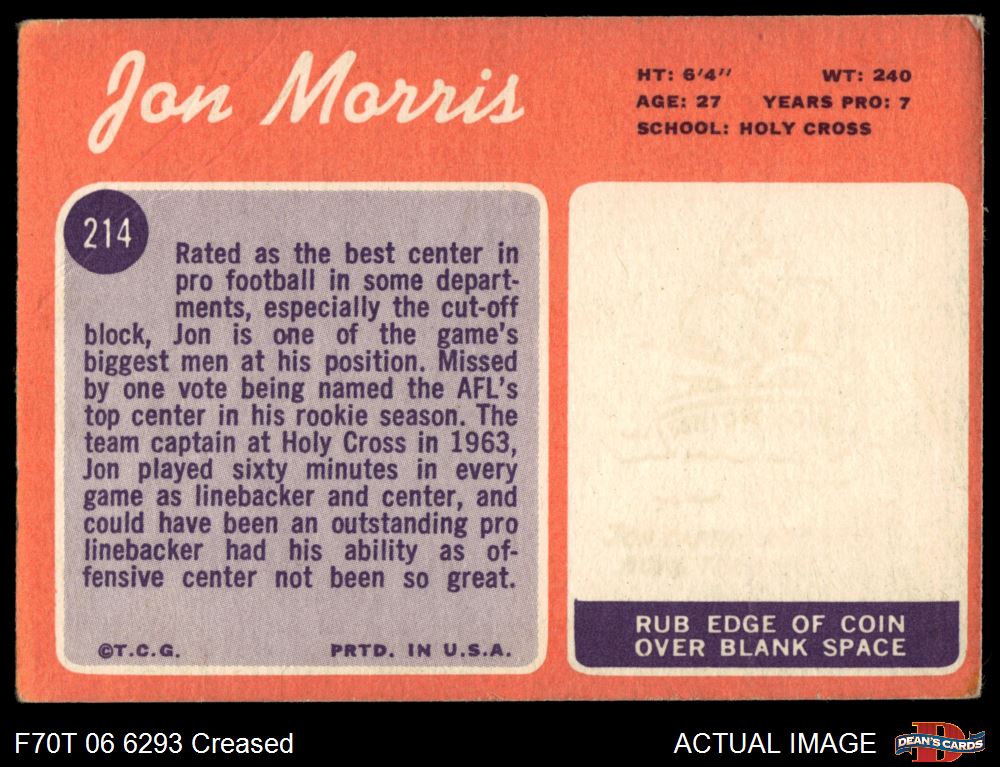 Jon Morris
HT: 6'4" WT: 240
AGE: 27 YEARS PRO: 7
SCHOOL: HOLY CROSS
214
Rated as the best center in
pro football in some depart-
ments, especially the cut-off
block, Jon is one of the game's
biggest men at his position. Missed
by one vote being named the AFL's
top center in his rookie season. The
team captain at Holy Cross in 1963,
Jon played sixty minutes in every
game as linebacker and center, and
could have been an outstanding pro
linebacker had his ability as of-
fensive center not been so great.
©T.C.G. PRTD. IN U.S.A.
RUB EDGE OF COIN
OVER BLANK SPACE
F70T 06 6293 Creased
ACTUAL IMAGE
D
DEAN'S CARDS